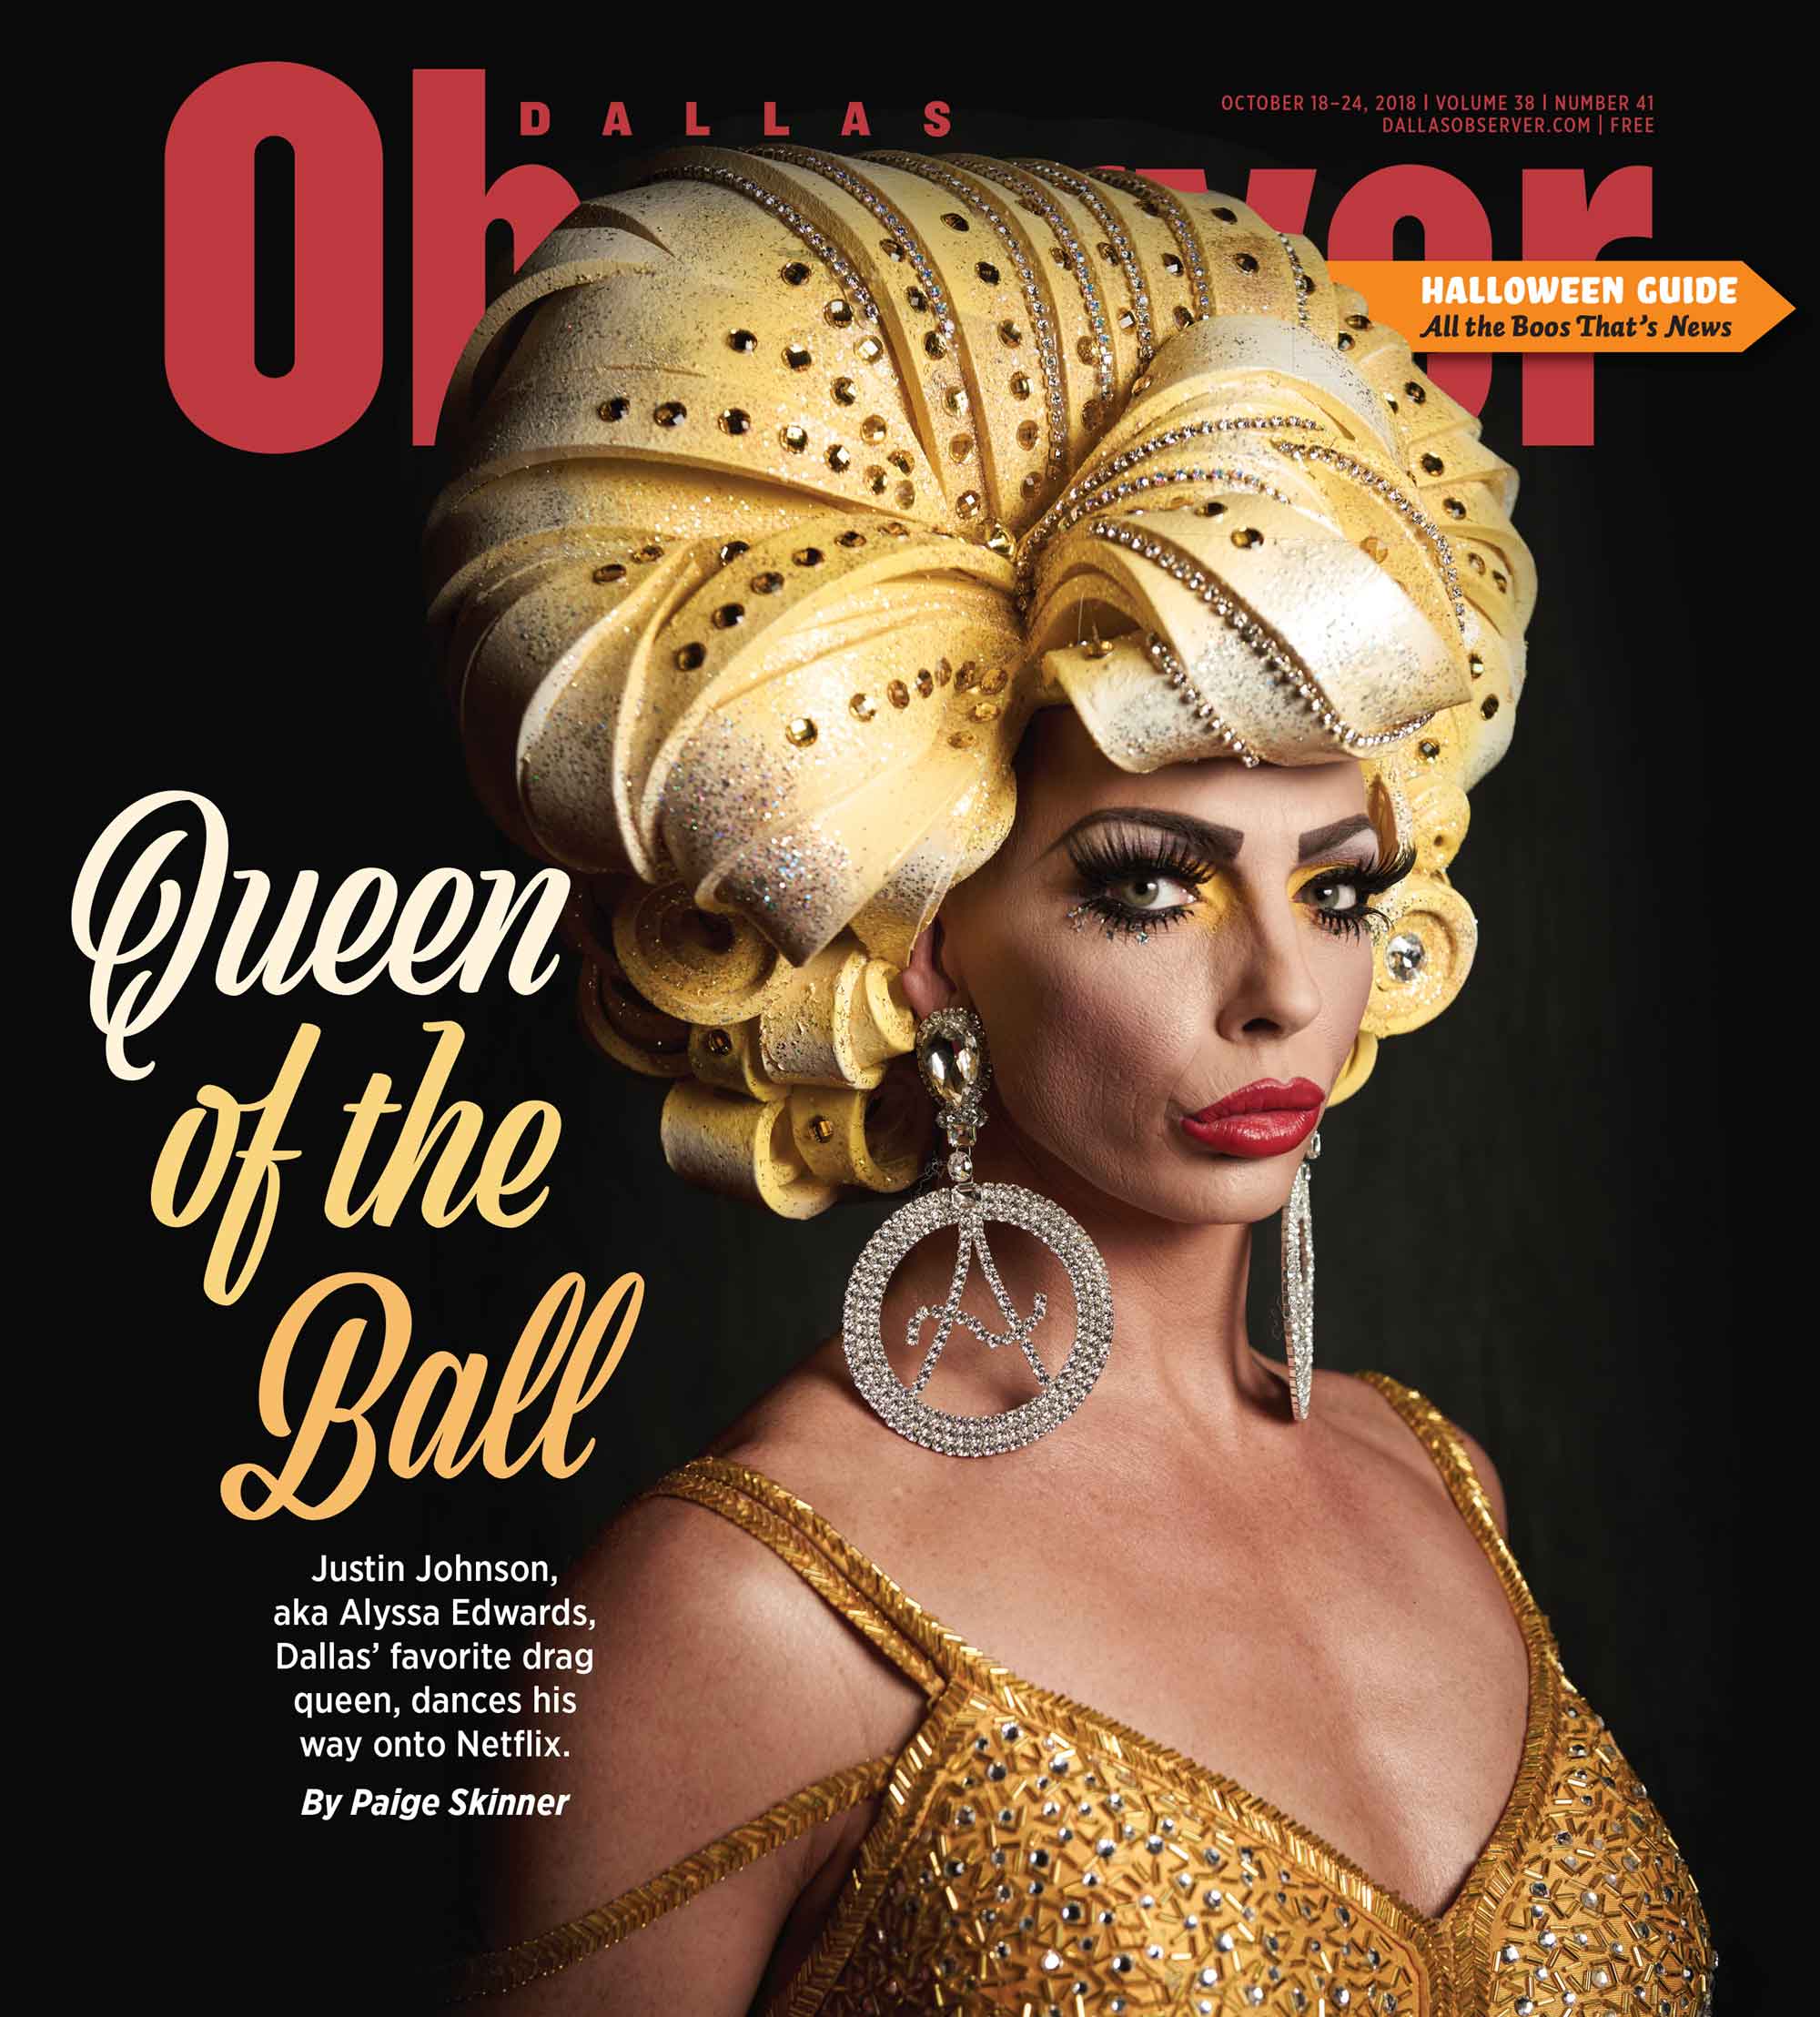 DALLAS
OCTOBER 18–24, 2018 | VOLUME 38 | NUMBER 41
DALLASOBSERVER.COM | FREE
HALLOWEEN GUIDE
All the Boos That's News
Queen
of the
Ball
Justin Johnson,
aka Alyssa Edwards,
Dallas' favorite drag
queen, dances his
way onto Netflix.
By Paige Skinner
A